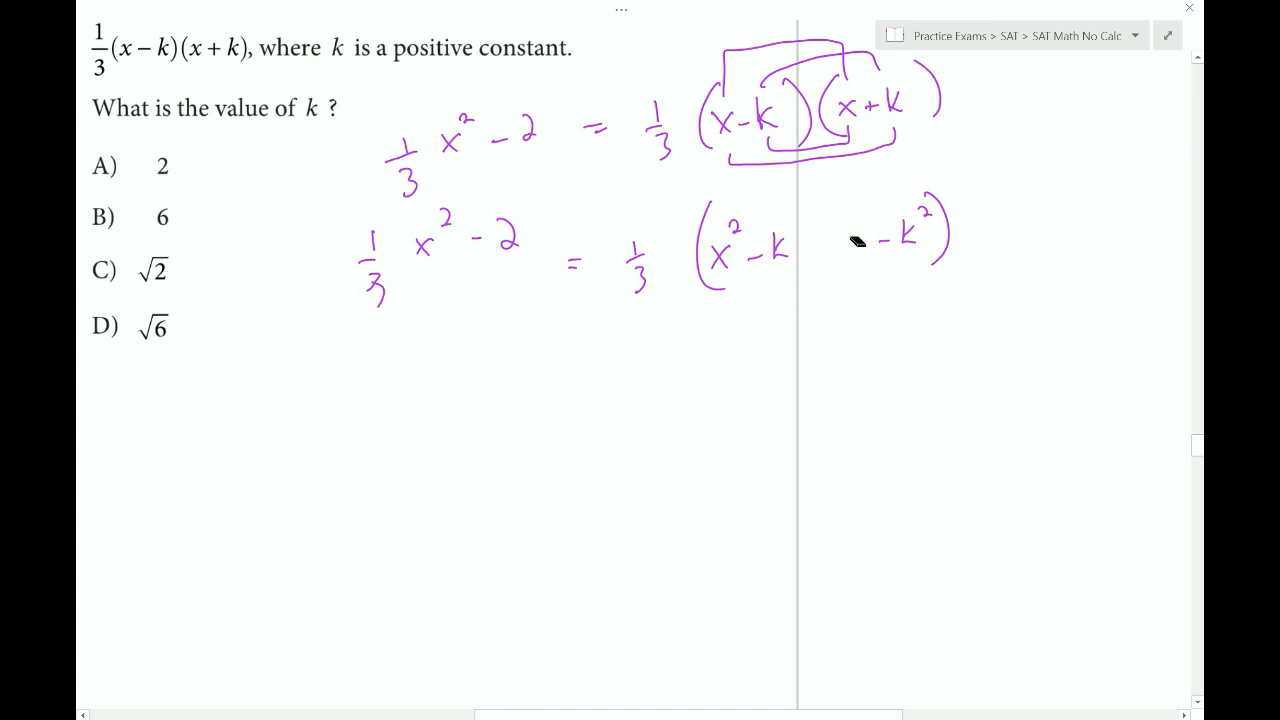 Practice Exams > SAT > SAT Math No Calc
1/3 (x − k)(x + k), where k is a positive constant.
What is the value of k ?
A) 2
B) 6
C) √2
D) √6
1/3 x² − 2 = 1/3 (x − k)(x + k)
1/3 x² − 2 = 1/3 (x² − k − k²)